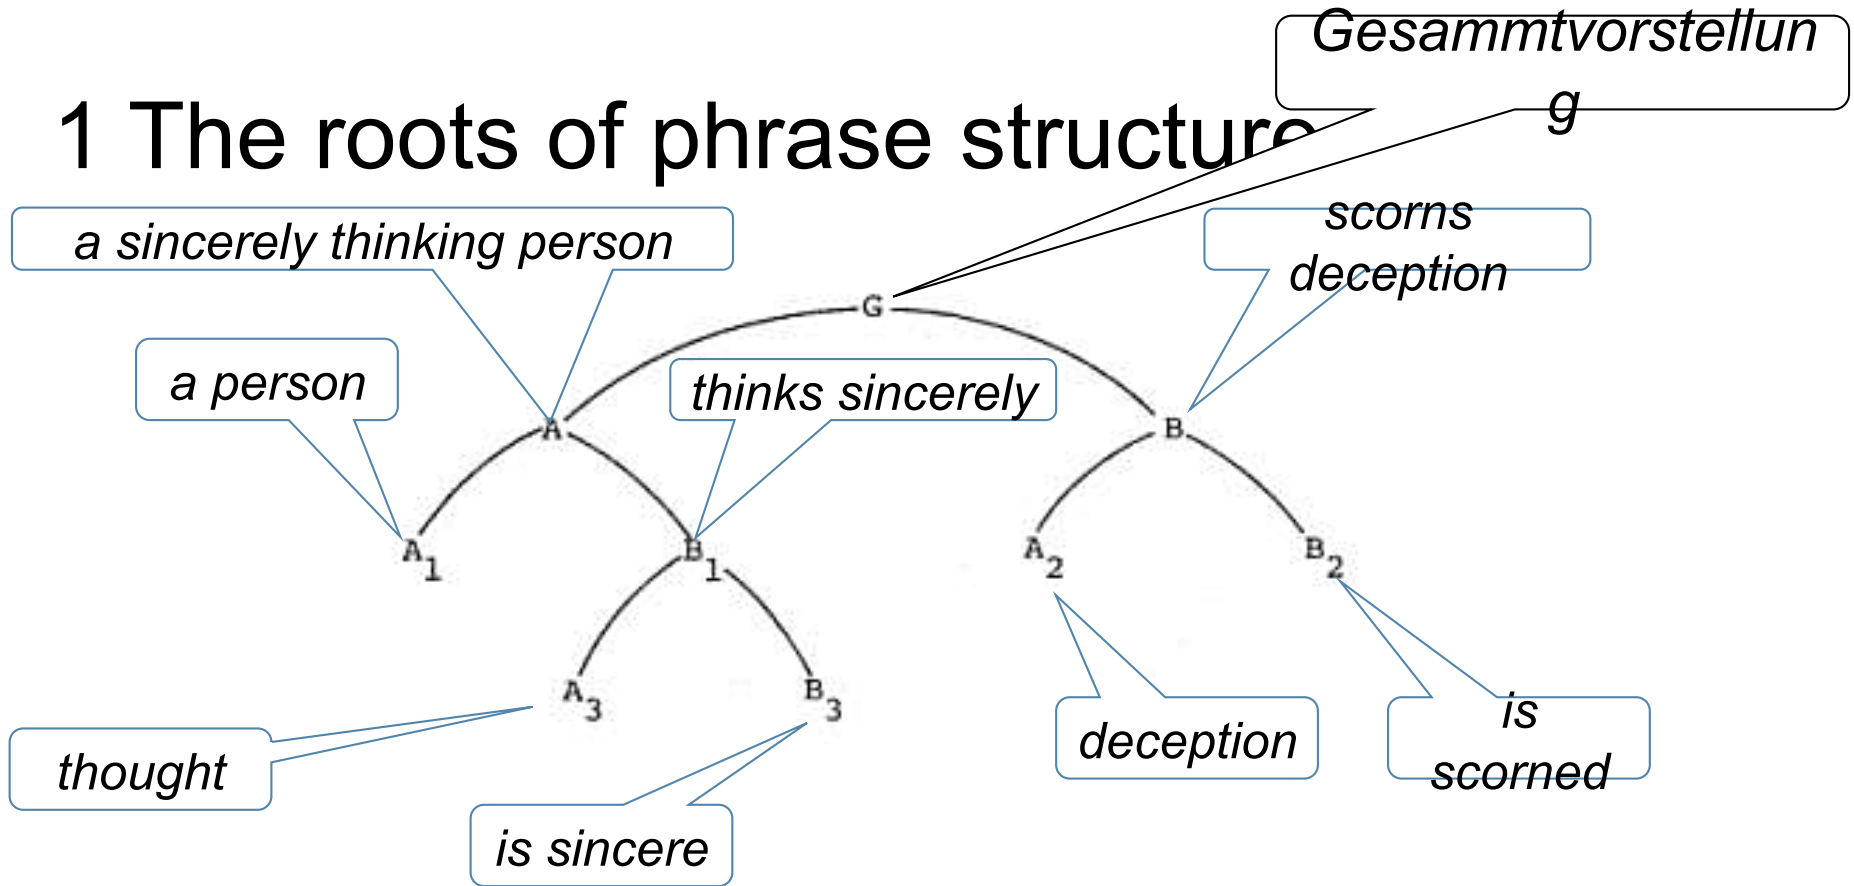 Gesammtvorstellun
g
1 The roots of phrase structure
a sincerely thinking person
scorns
deception
G
a person
thinks sincerely
A
B
A1
B1
A2
B2
A3
B3
thought
is sincere
deception
is
scorned